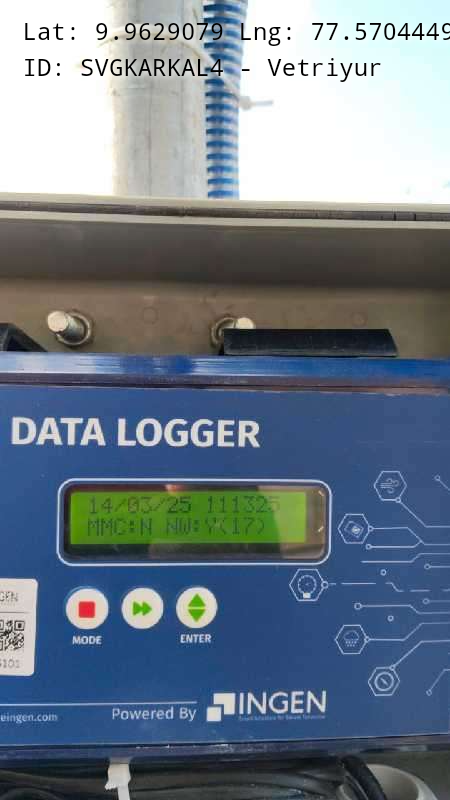 Lat: 9.9629079 Lng: 77.5704449
ID: SVGKARKAL4 - Vetriyur
DATA LOGGER
14/03/25 111325
MMC:N NW:Y(17)
MODE
ENTER
Powered By INGEN
eingen.com